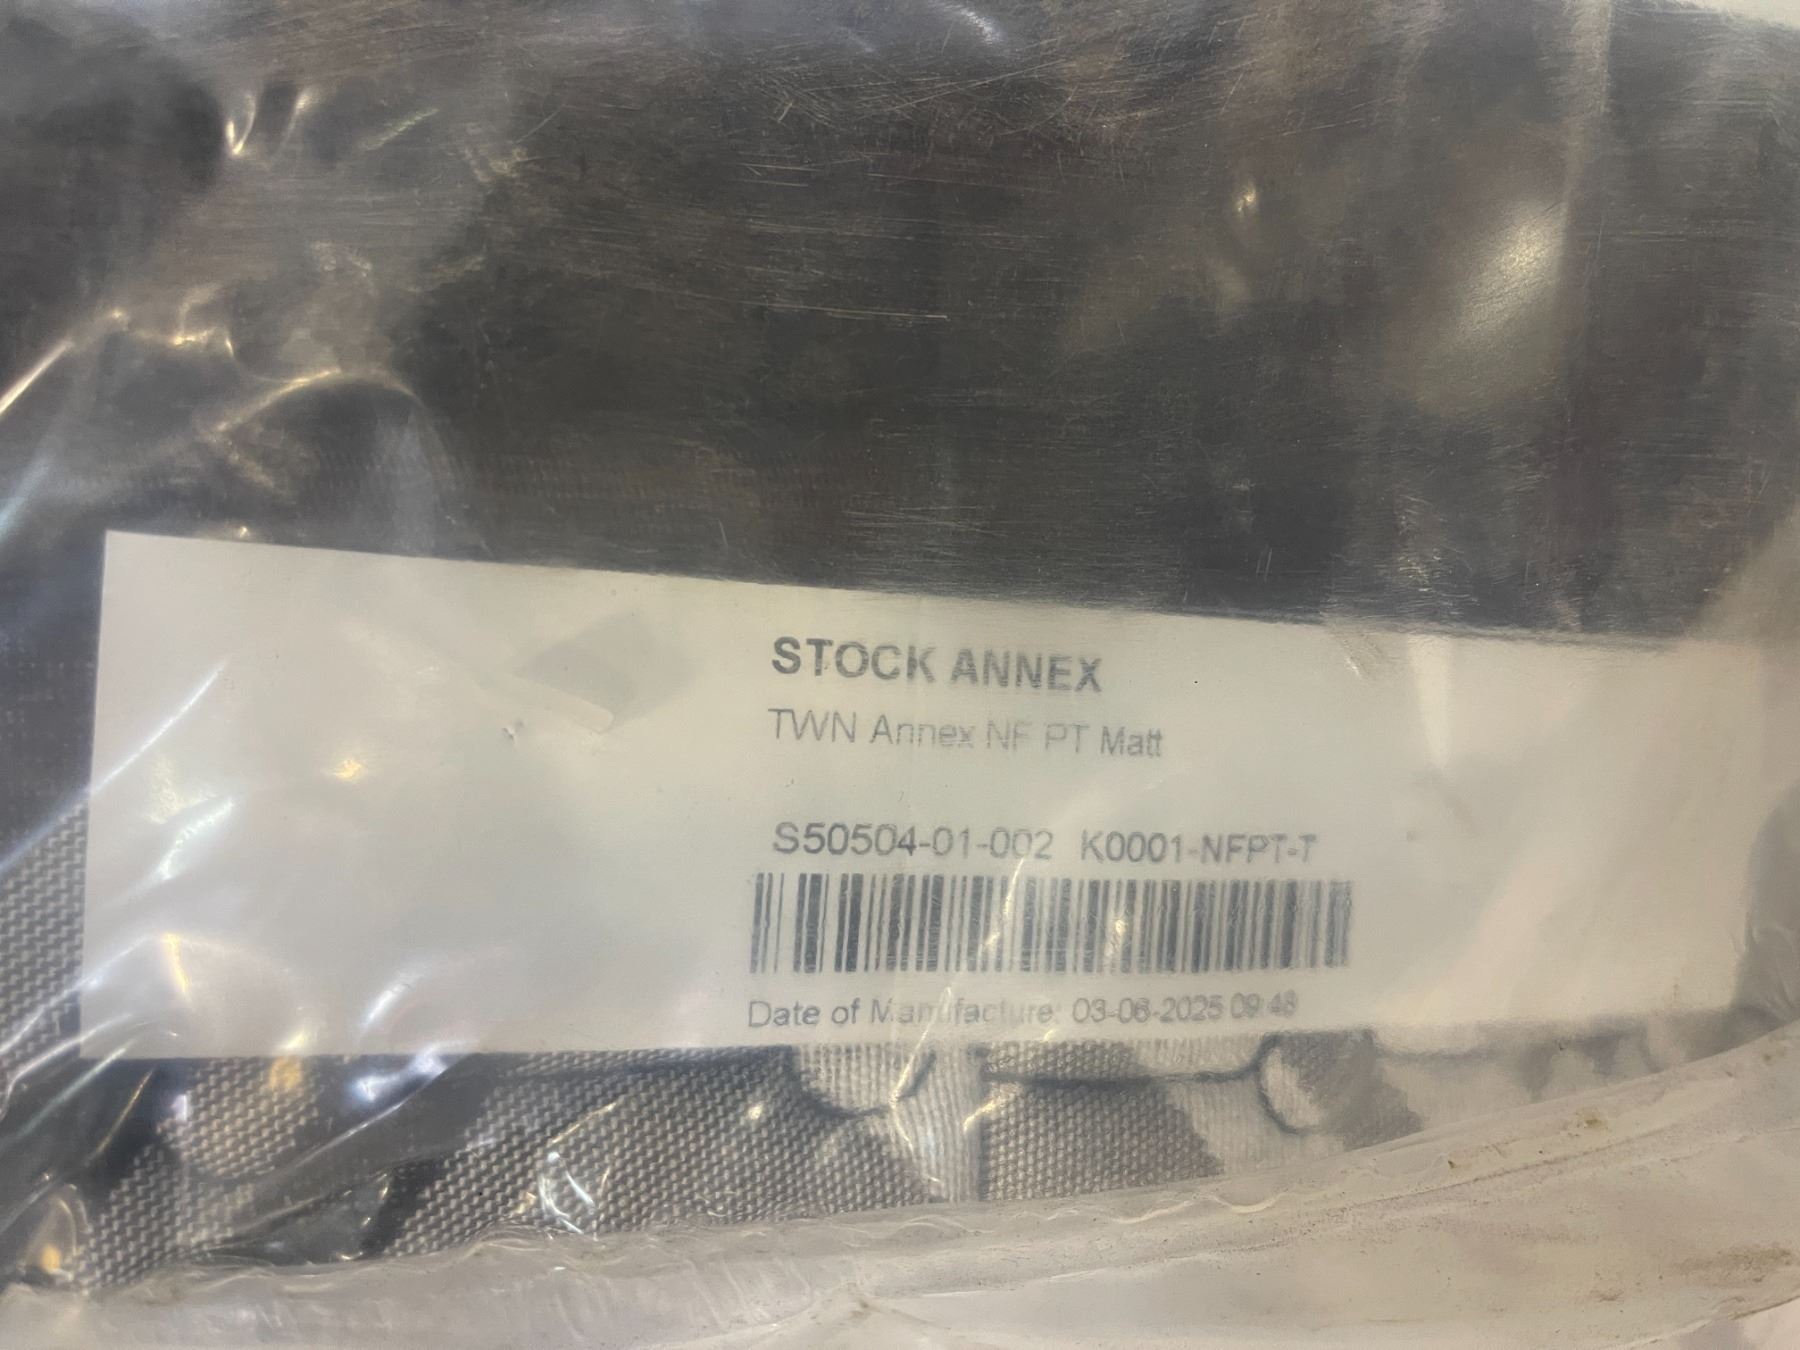 STOCK ANNEX
TWN Annex NF PT Matt
S50504-01-002 K0001-NFPT-T
Date of Manufacture: 03-06-2025 09:48